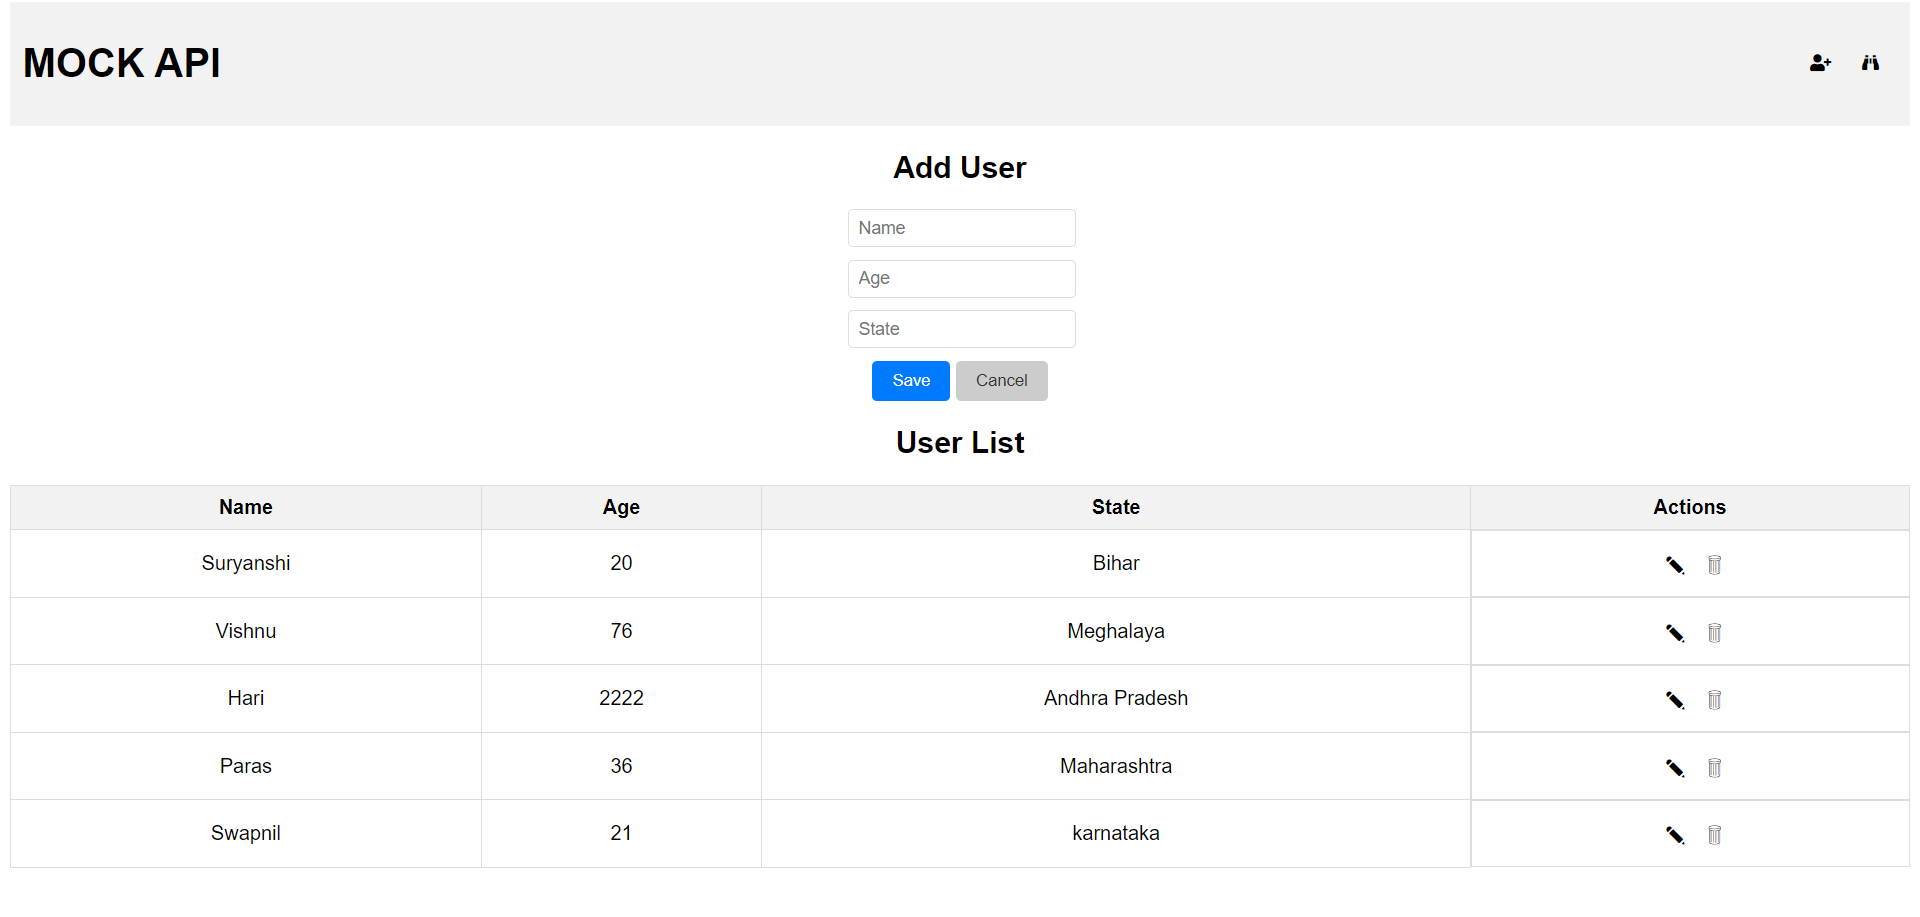 MOCK API
Add User
Name
Age
State
Save Cancel
User List
Name Age State Actions
Suryanshi 20 Bihar
Vishnu 76 Meghalaya
Hari 2222 Andhra Pradesh
Paras 36 Maharashtra
Swapnil 21 karnataka